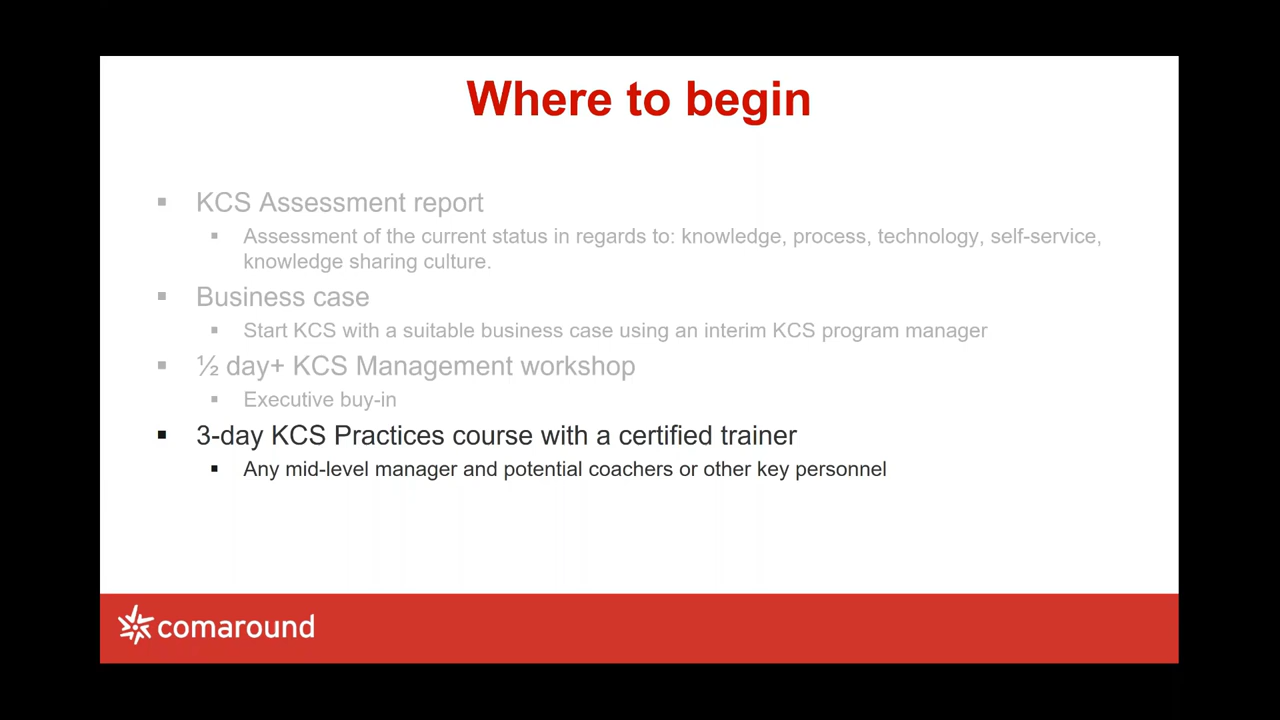 Where to begin
▪ KCS Assessment report
▪ Assessment of the current status in regards to: knowledge, process, technology, self-service,
knowledge sharing culture.
▪ Business case
▪ Start KCS with a suitable business case using an interim KCS program manager
▪ ½ day+ KCS Management workshop
▪ Executive buy-in
▪ 3-day KCS Practices course with a certified trainer
▪ Any mid-level manager and potential coachers or other key personnel
comaround